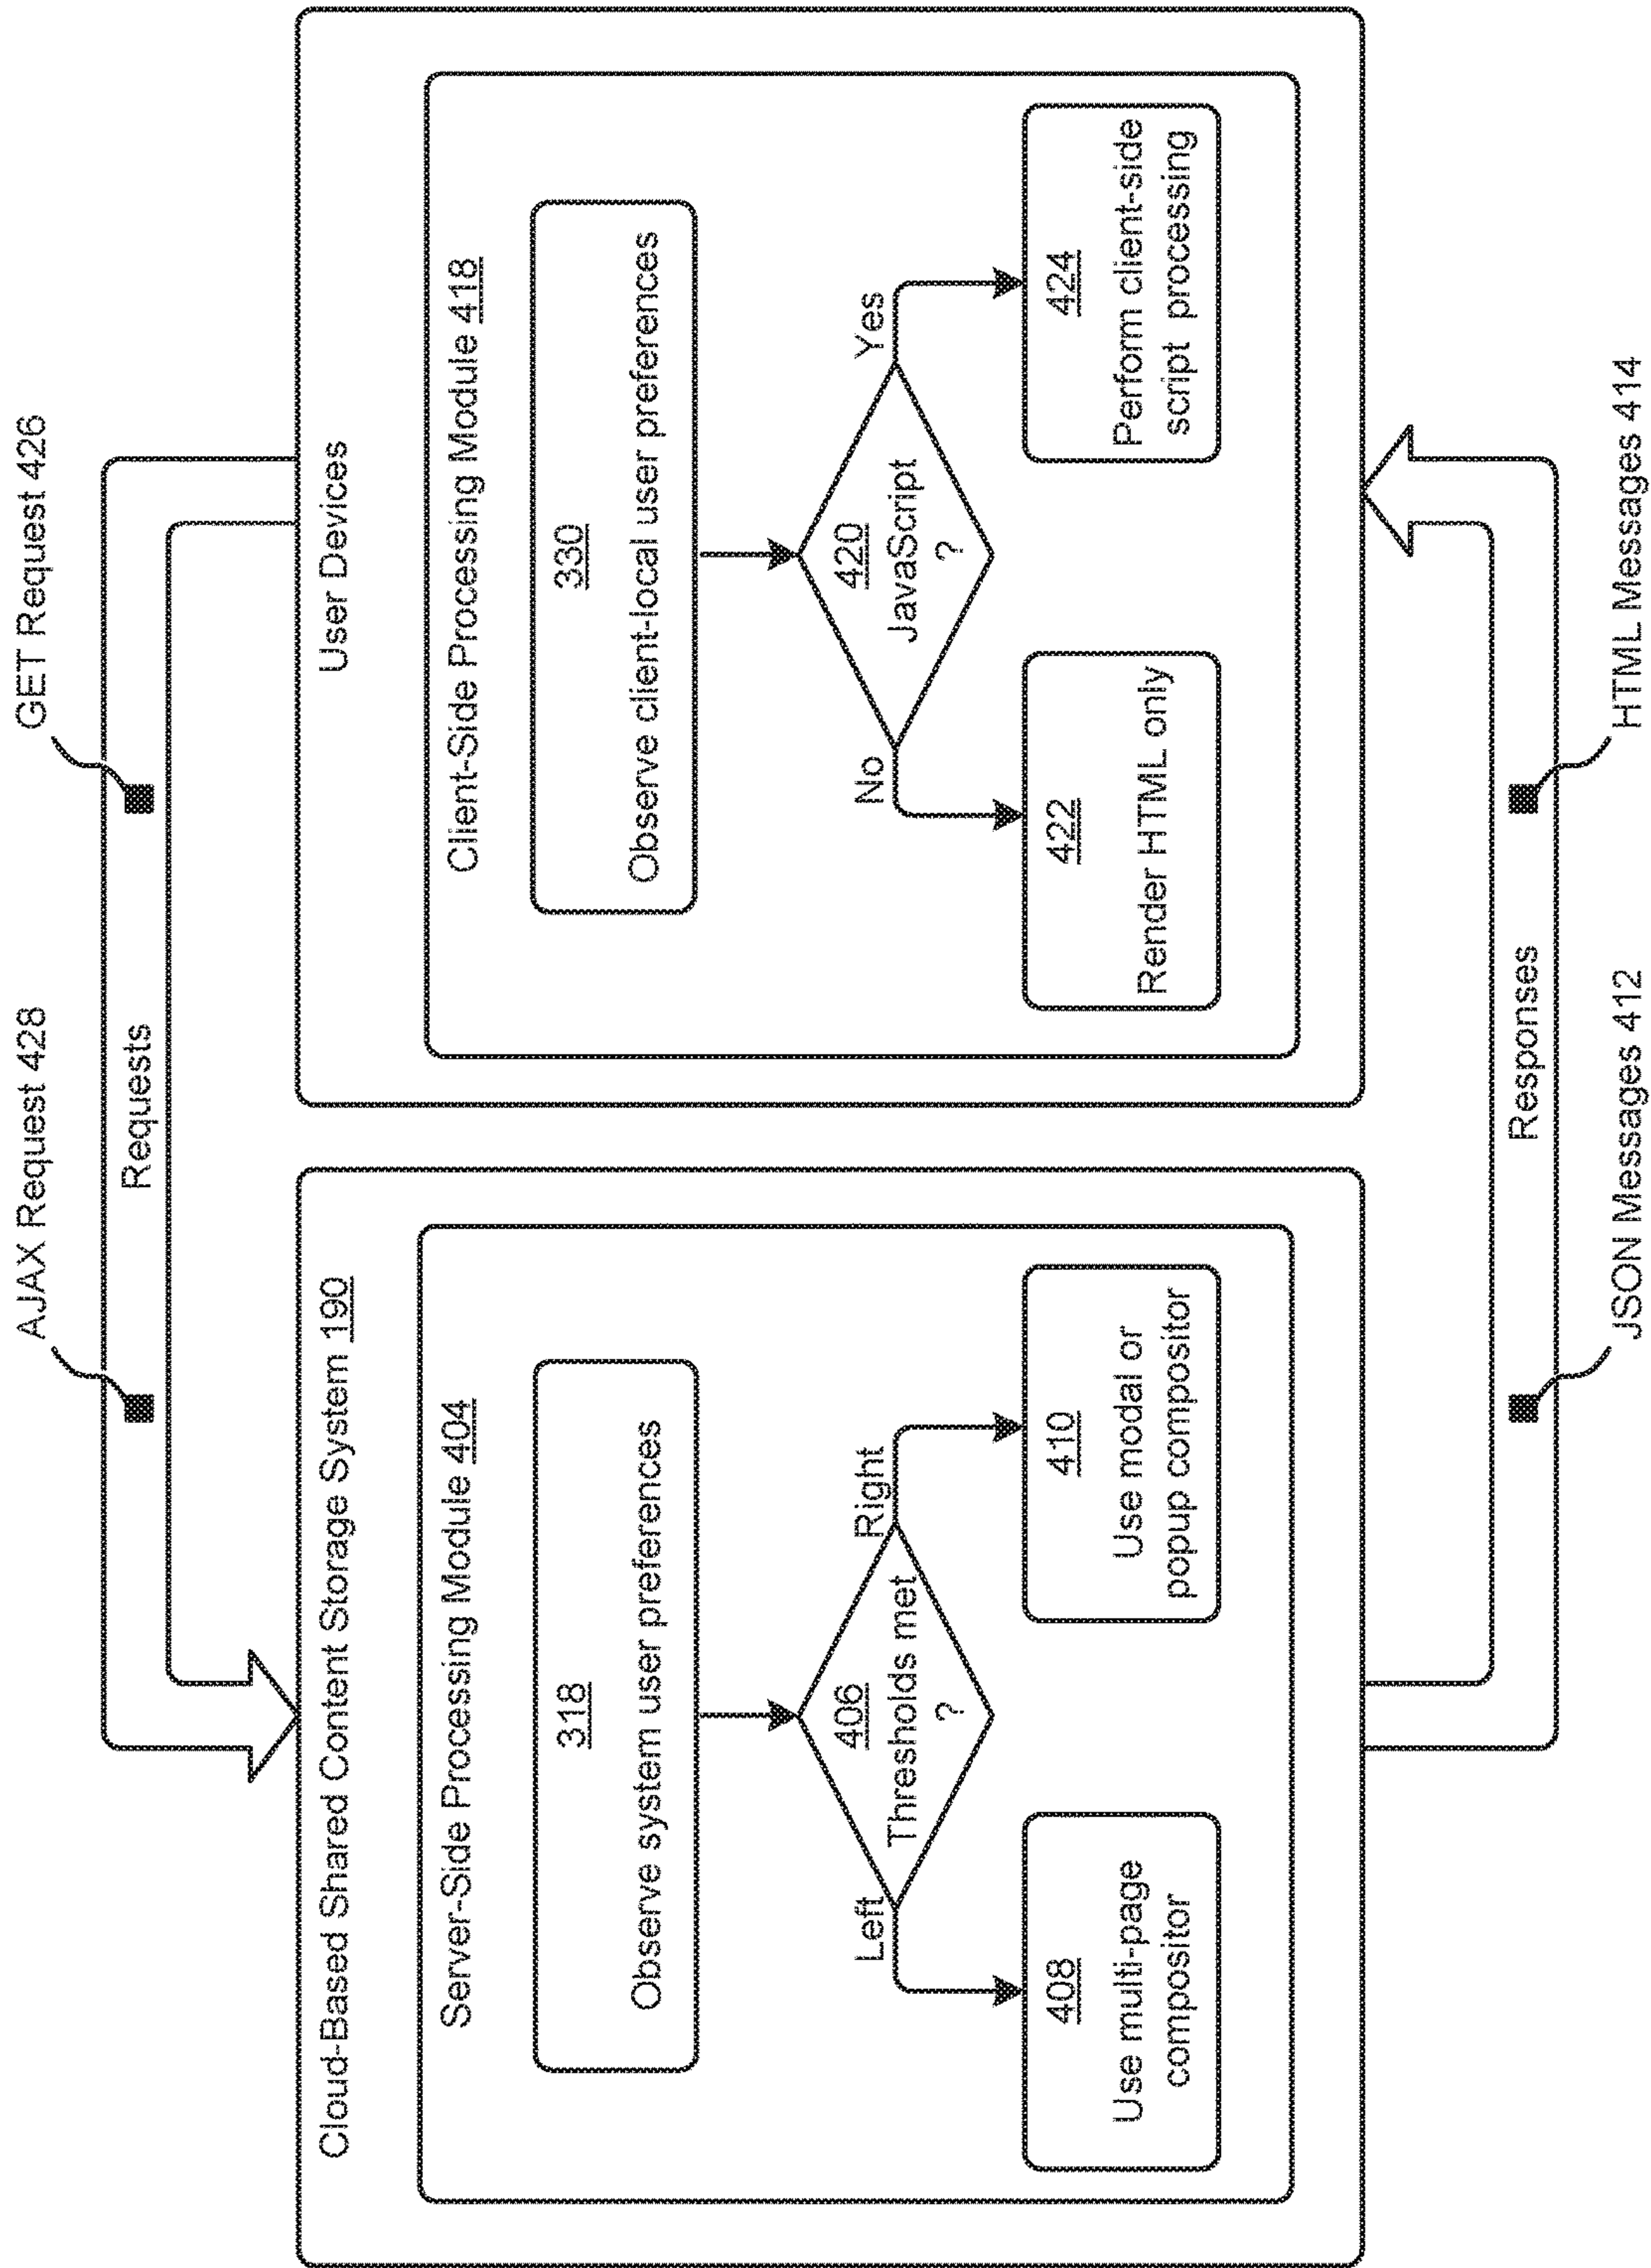 AJAX Request 428
GET Request 426
Requests
Cloud-Based Shared Content Storage System 190
Server-Side Processing Module 404
318
Observe system user preferences
406
Thresholds met
?
Left
Right
408
Use multi-page
compositor
410
Use modal or
popup compositor
User Devices
Client-Side Processing Module 418
330
Observe client-local user preferences
420
JavaScript
?
No
Yes
422
Render HTML only
424
Perform client-side
script processing
Responses
JSON Messages 412
HTML Messages 414